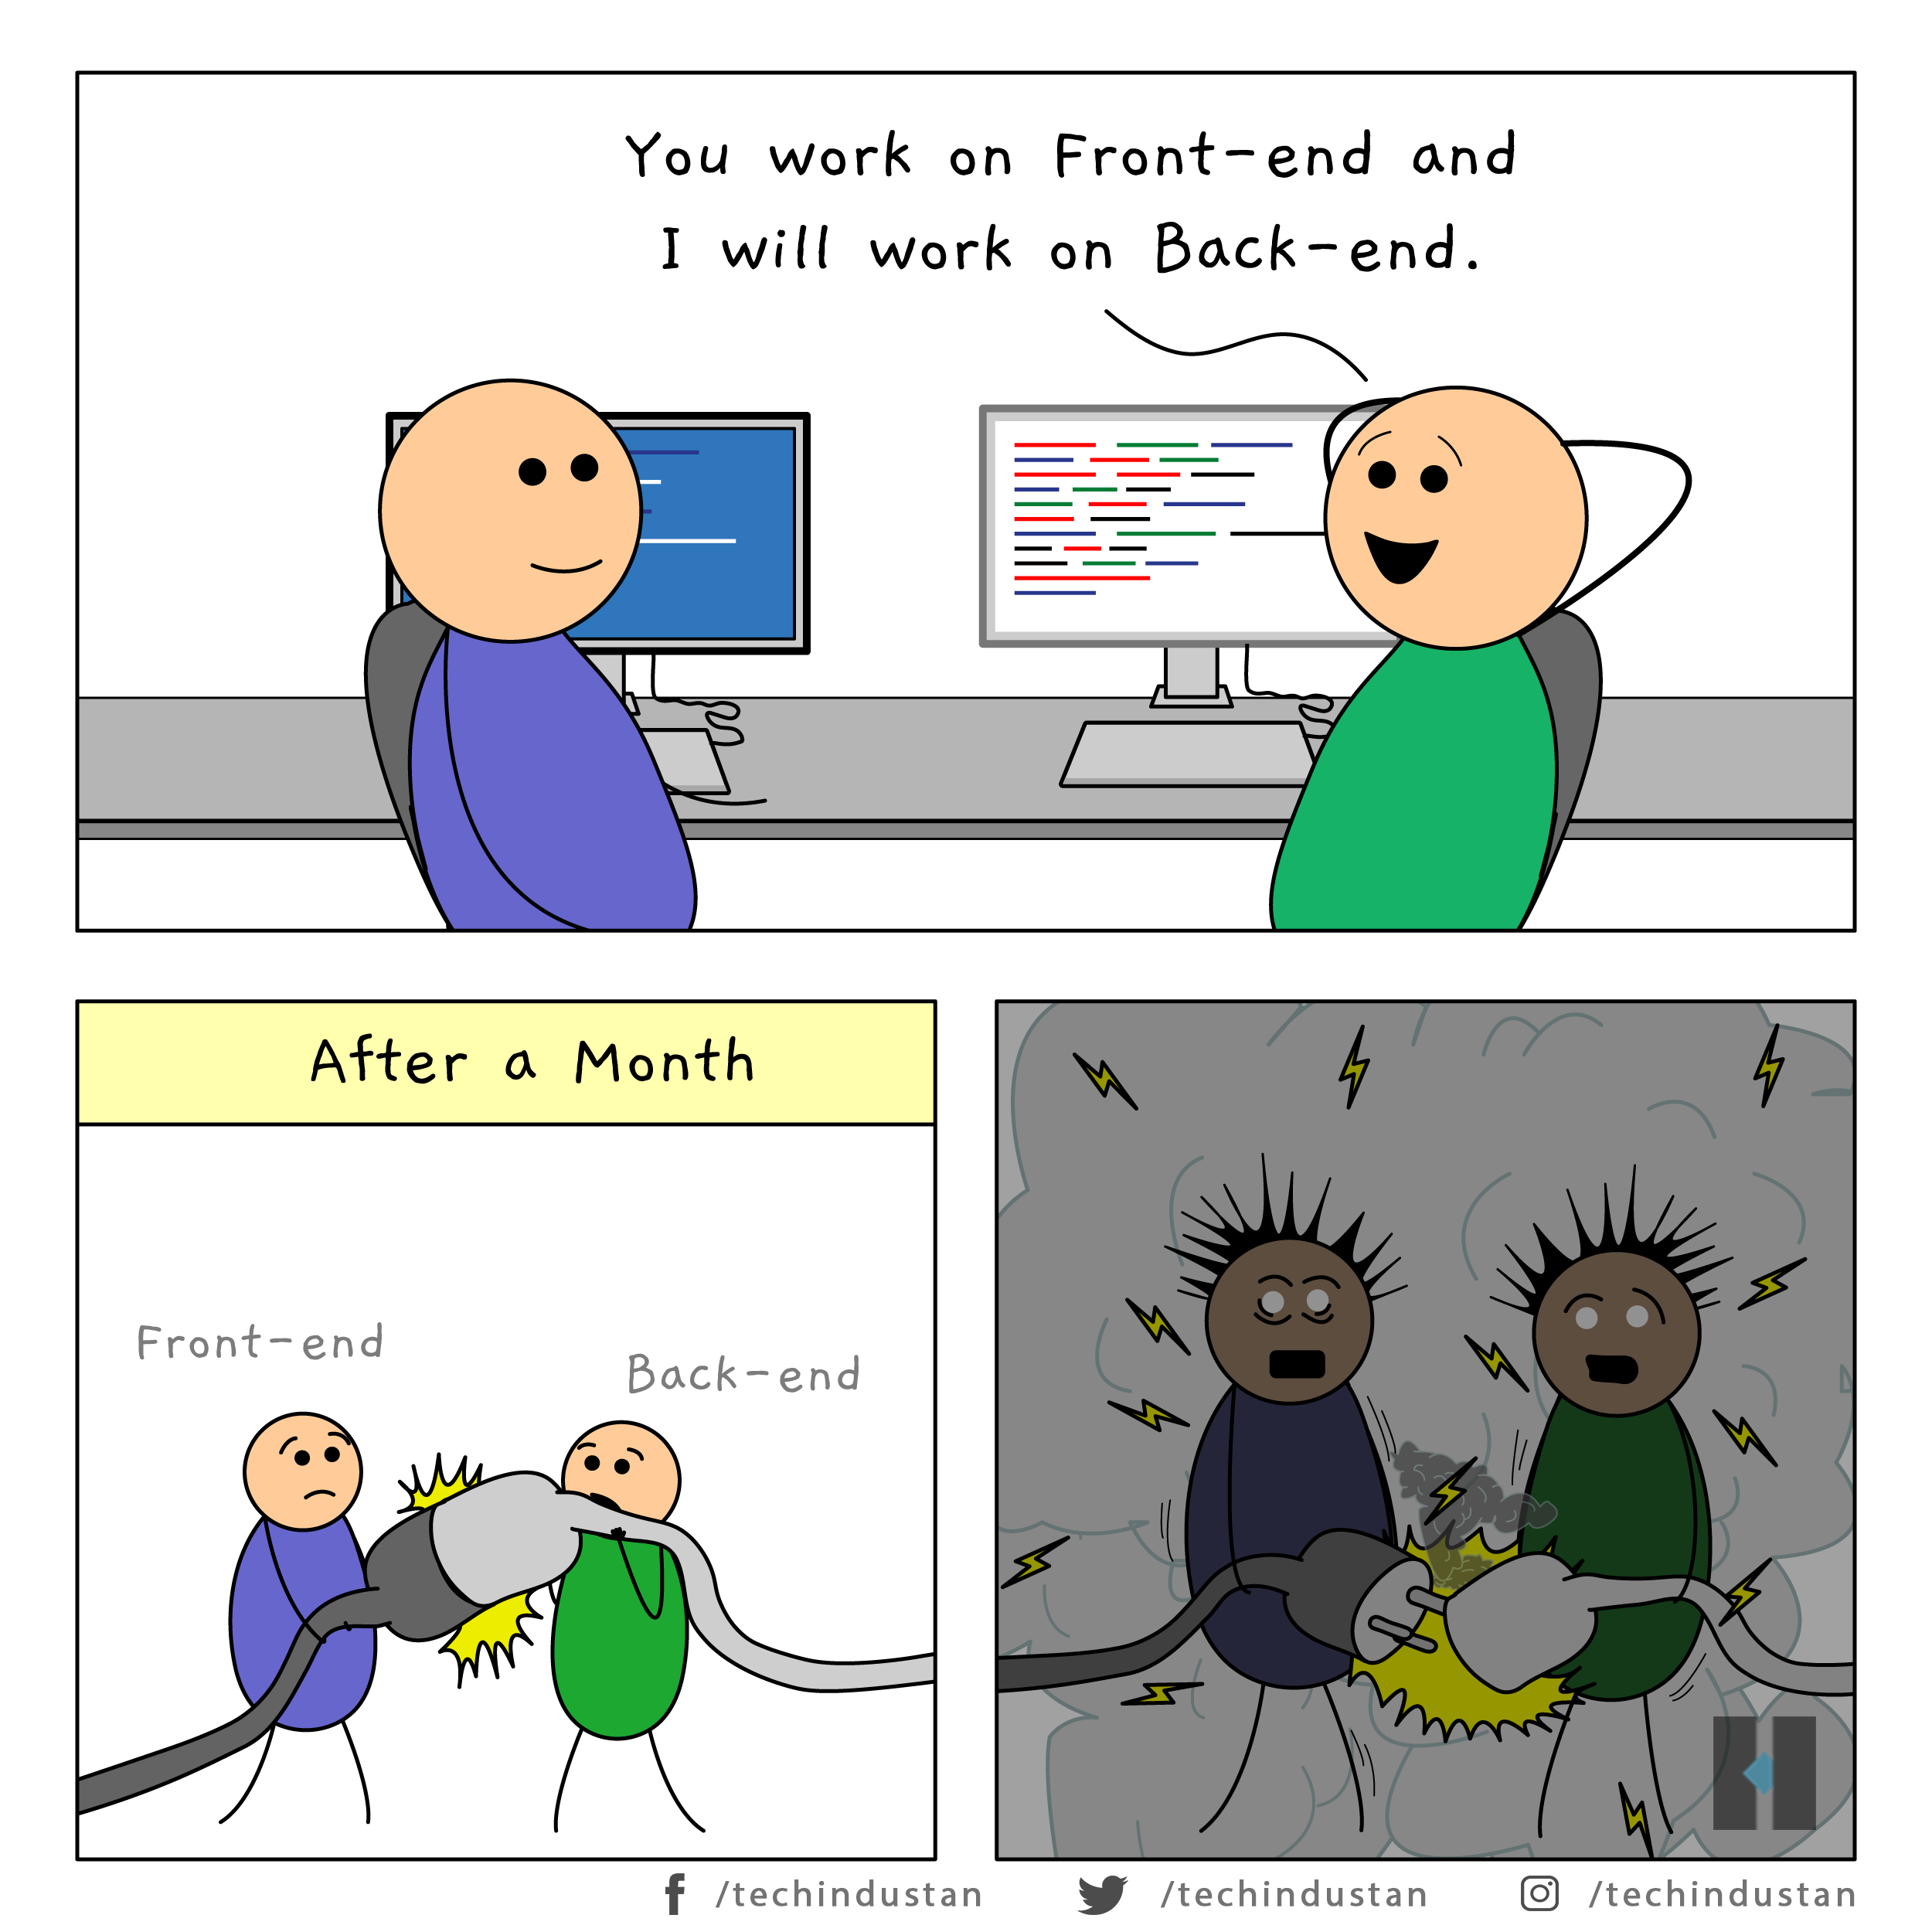 You work on Front-end and
I will work on Back-end.
After a Month
Front-end
Back-end
/techindustan
/techindustan
/techindustan